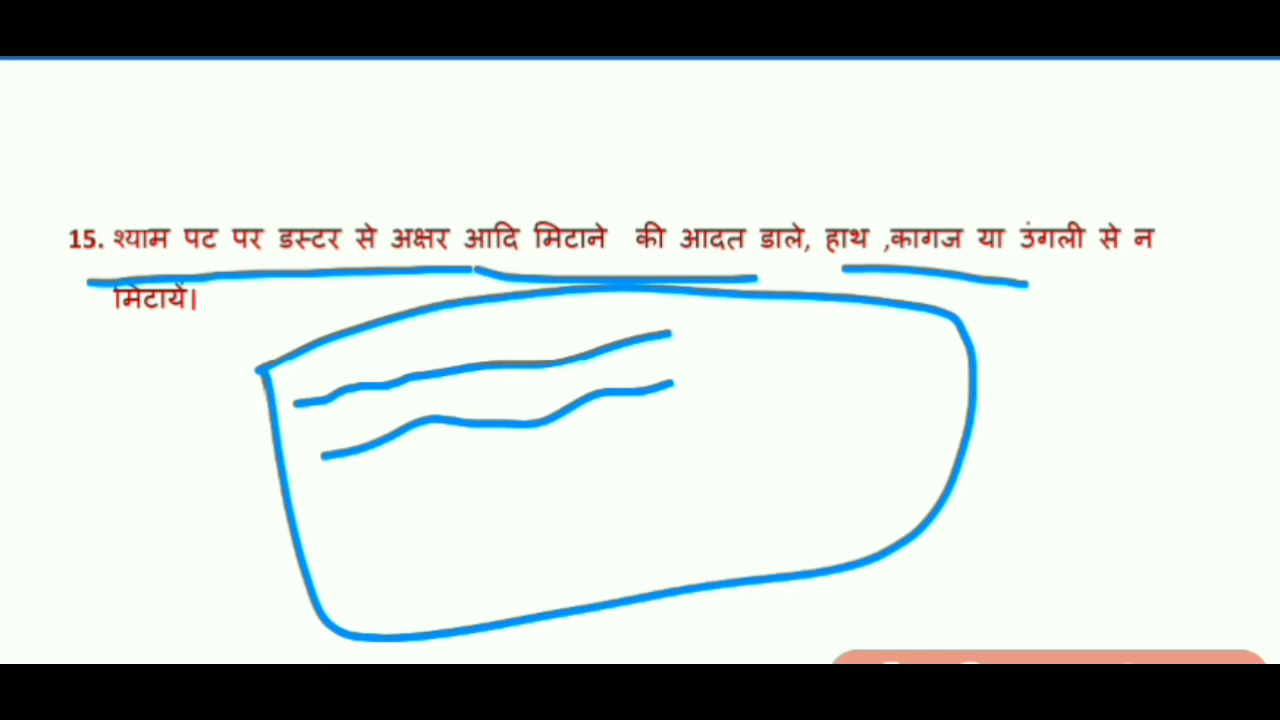 15. श्याम पट पर डस्टर से अक्षर आदि मिटाने की आदत डाले, हाथ ,कागज या उंगली से न
मिटायें।